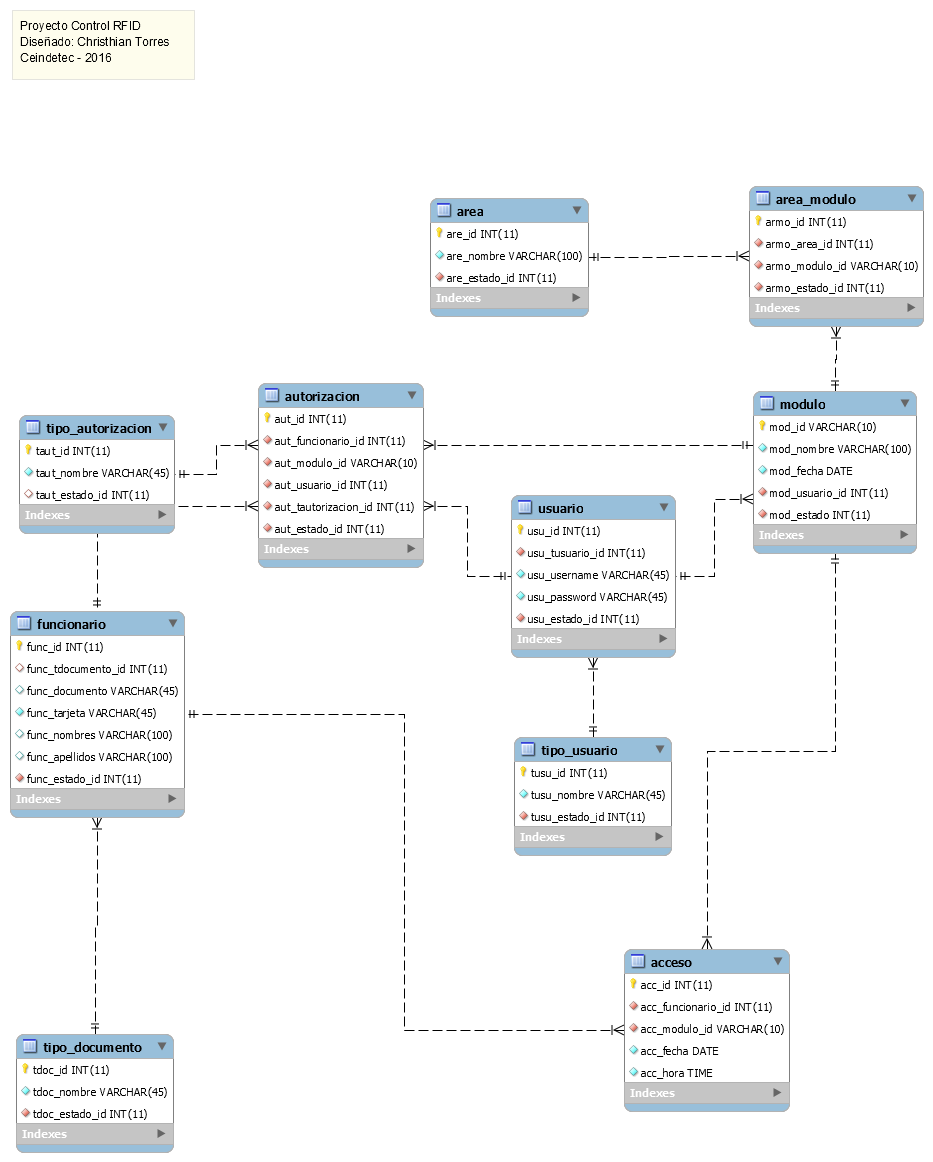 Proyecto Control RFID
Diseñado: Christhian Torres
Ceindetec - 2016
area
are_id INT(11)
are_nombre VARCHAR(100)
are_estado_id INT(11)
Indexes
area_modulo
armo_id INT(11)
armo_area_id INT(11)
armo_modulo_id VARCHAR(10)
armo_estado_id INT(11)
Indexes
tipo_autorizacion
taut_id INT(11)
taut_nombre VARCHAR(45)
taut_estado_id INT(11)
Indexes
autorizacion
aut_id INT(11)
aut_funcionario_id INT(11)
aut_modulo_id VARCHAR(10)
aut_usuario_id INT(11)
aut_tautorizacion_id INT(11)
aut_estado_id INT(11)
Indexes
modulo
mod_id VARCHAR(10)
mod_nombre VARCHAR(100)
mod_fecha DATE
mod_usuario_id INT(11)
mod_estado INT(11)
Indexes
usuario
usu_id INT(11)
usu_tusuario_id INT(11)
usu_username VARCHAR(45)
usu_password VARCHAR(45)
usu_estado_id INT(11)
Indexes
funcionario
func_id INT(11)
func_tdocumento_id INT(11)
func_documento VARCHAR(45)
func_tarjeta VARCHAR(45)
func_nombres VARCHAR(100)
func_apellidos VARCHAR(100)
func_estado_id INT(11)
Indexes
tipo_usuario
tusu_id INT(11)
tusu_nombre VARCHAR(45)
tusu_estado_id INT(11)
Indexes
acceso
acc_id INT(11)
acc_funcionario_id INT(11)
acc_modulo_id VARCHAR(10)
acc_fecha DATE
acc_hora TIME
Indexes
tipo_documento
tdoc_id INT(11)
tdoc_nombre VARCHAR(45)
tdoc_estado_id INT(11)
Indexes